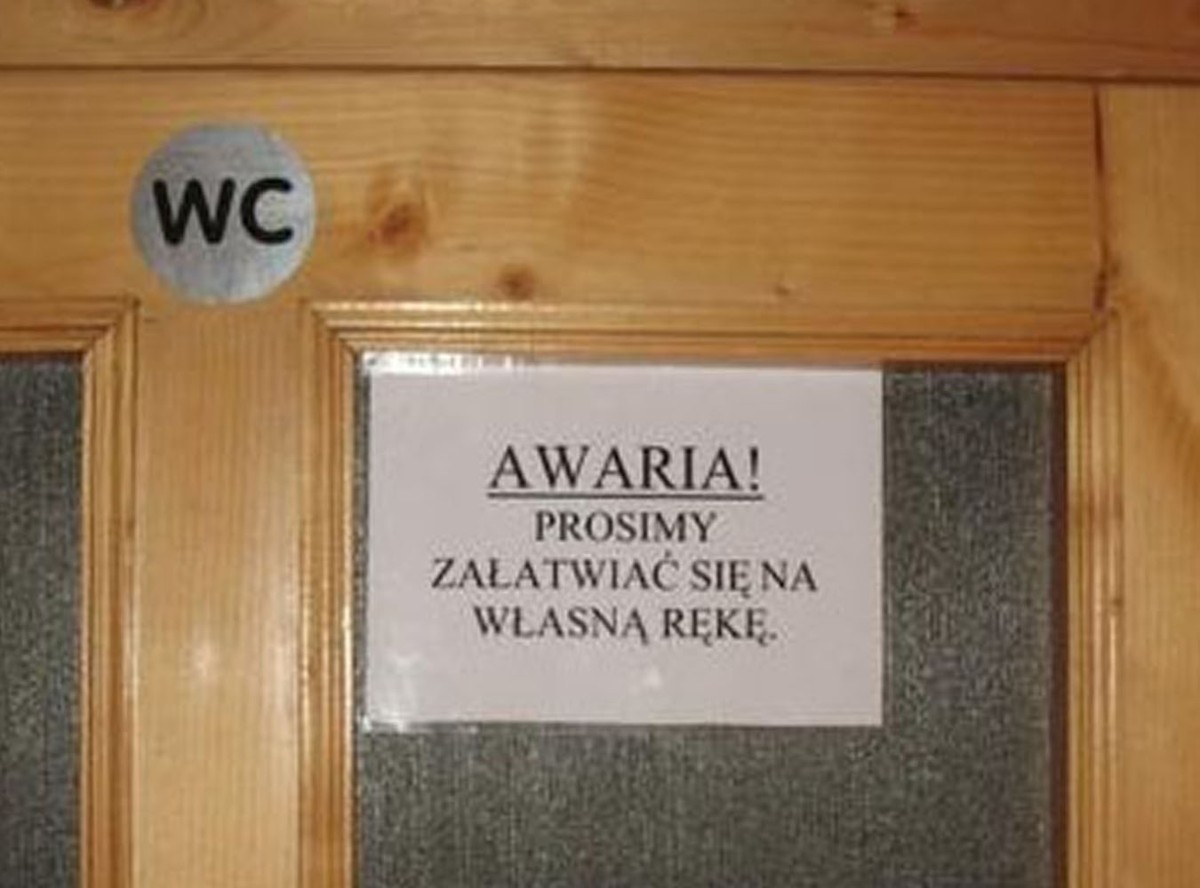 WC
AWARIA!
PROSIMY
ZAŁATWIAĆ SIĘ NA
WŁASNĄ RĘKĘ.